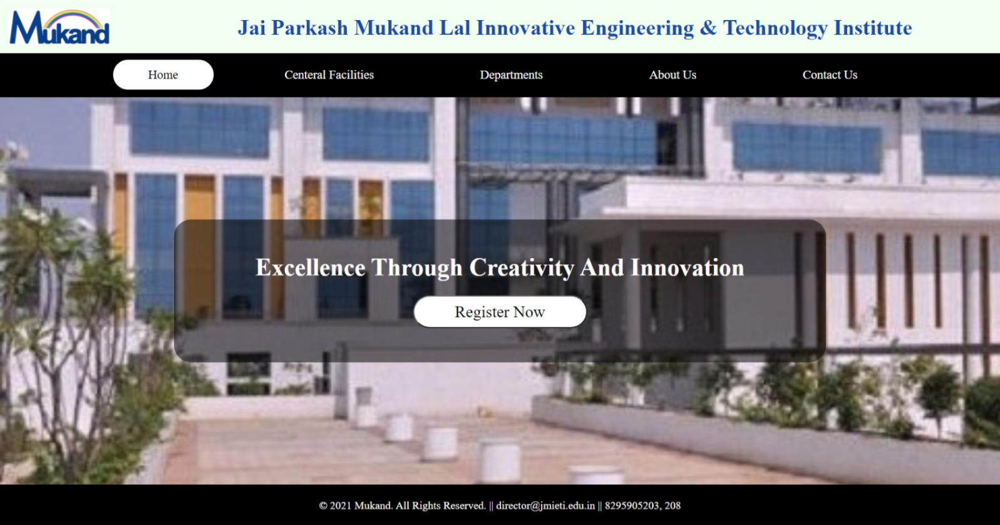 Mukand
Jai Parkash Mukand Lal Innovative Engineering & Technology Institute
Home Centeral Facilities Departments About Us Contact Us
Excellence Through Creativity And Innovation
Register Now
© 2021 Mukand. All Rights Reserved. || director@jmieti.edu.in || 8295905203, 208